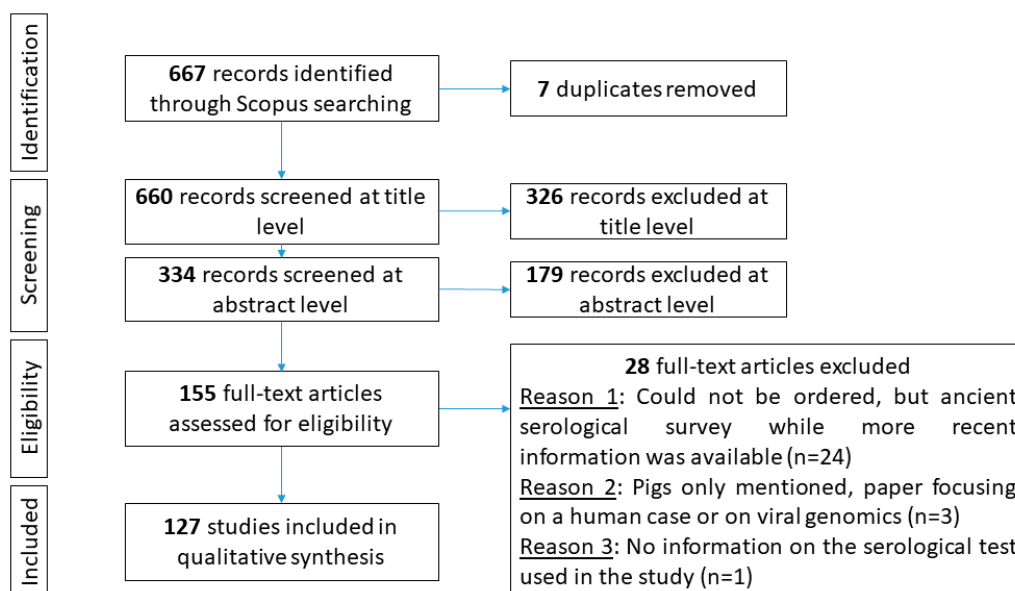 Identification
667 records identified
through Scopus searching
7 duplicates removed
Screening
660 records screened at title
level
326 records excluded at
title level
334 records screened at
abstract level
179 records excluded at
abstract level
Eligibility
155 full-text articles
assessed for eligibility
28 full-text articles excluded
Reason 1: Could not be ordered, but ancient
serological survey while more recent
information was available (n=24)
Reason 2: Pigs only mentioned, paper focusing
on a human case or on viral genomics (n=3)
Reason 3: No information on the serological test
used in the study (n=1)
Included
127 studies included in
qualitative synthesis